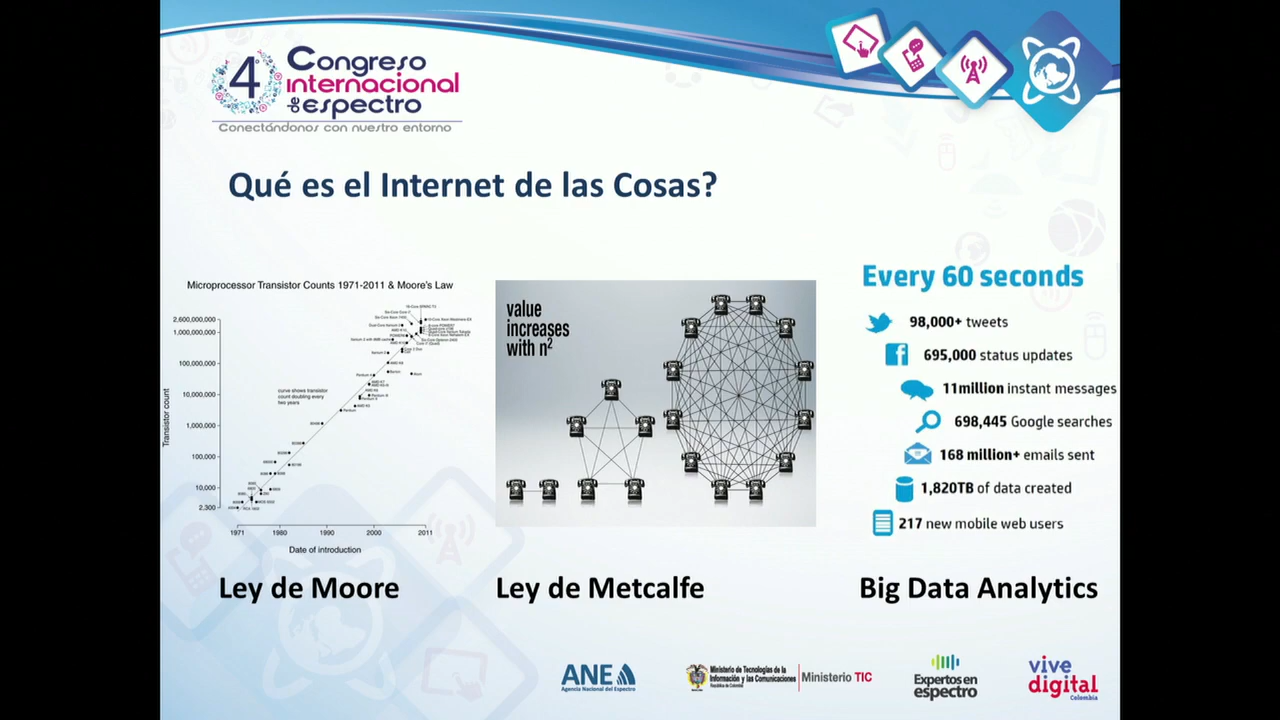 4
Congreso
internacional
de espectro
Conectándonos con nuestro entorno
Qué es el Internet de las Cosas?
Microprocessor Transistor Counts 1971-2011 & Moore's Law
2,600,000,000
1,000,000,000
100,000,000
10,000,000
1,000,000
100,000
10,000
2,300
Transistor count
curve shows transistor
count doubling every
two years
1971
1980
1990
2000
2011
Date of introduction
Ley de Moore
value
increases
with n²
Ley de Metcalfe
Every 60 seconds
98,000+ tweets
695,000 status updates
11million instant messages
698,445 Google searches
168 million+ emails sent
1,820TB of data created
217 new mobile web users
Big Data Analytics
ANE
Agencia Nacional del Espectro
Ministerio de Tecnologías de la
Información y las Comunicaciones
República de Colombia
Ministerio TIC
Expertos en
espectro
vive
digital
Colombia